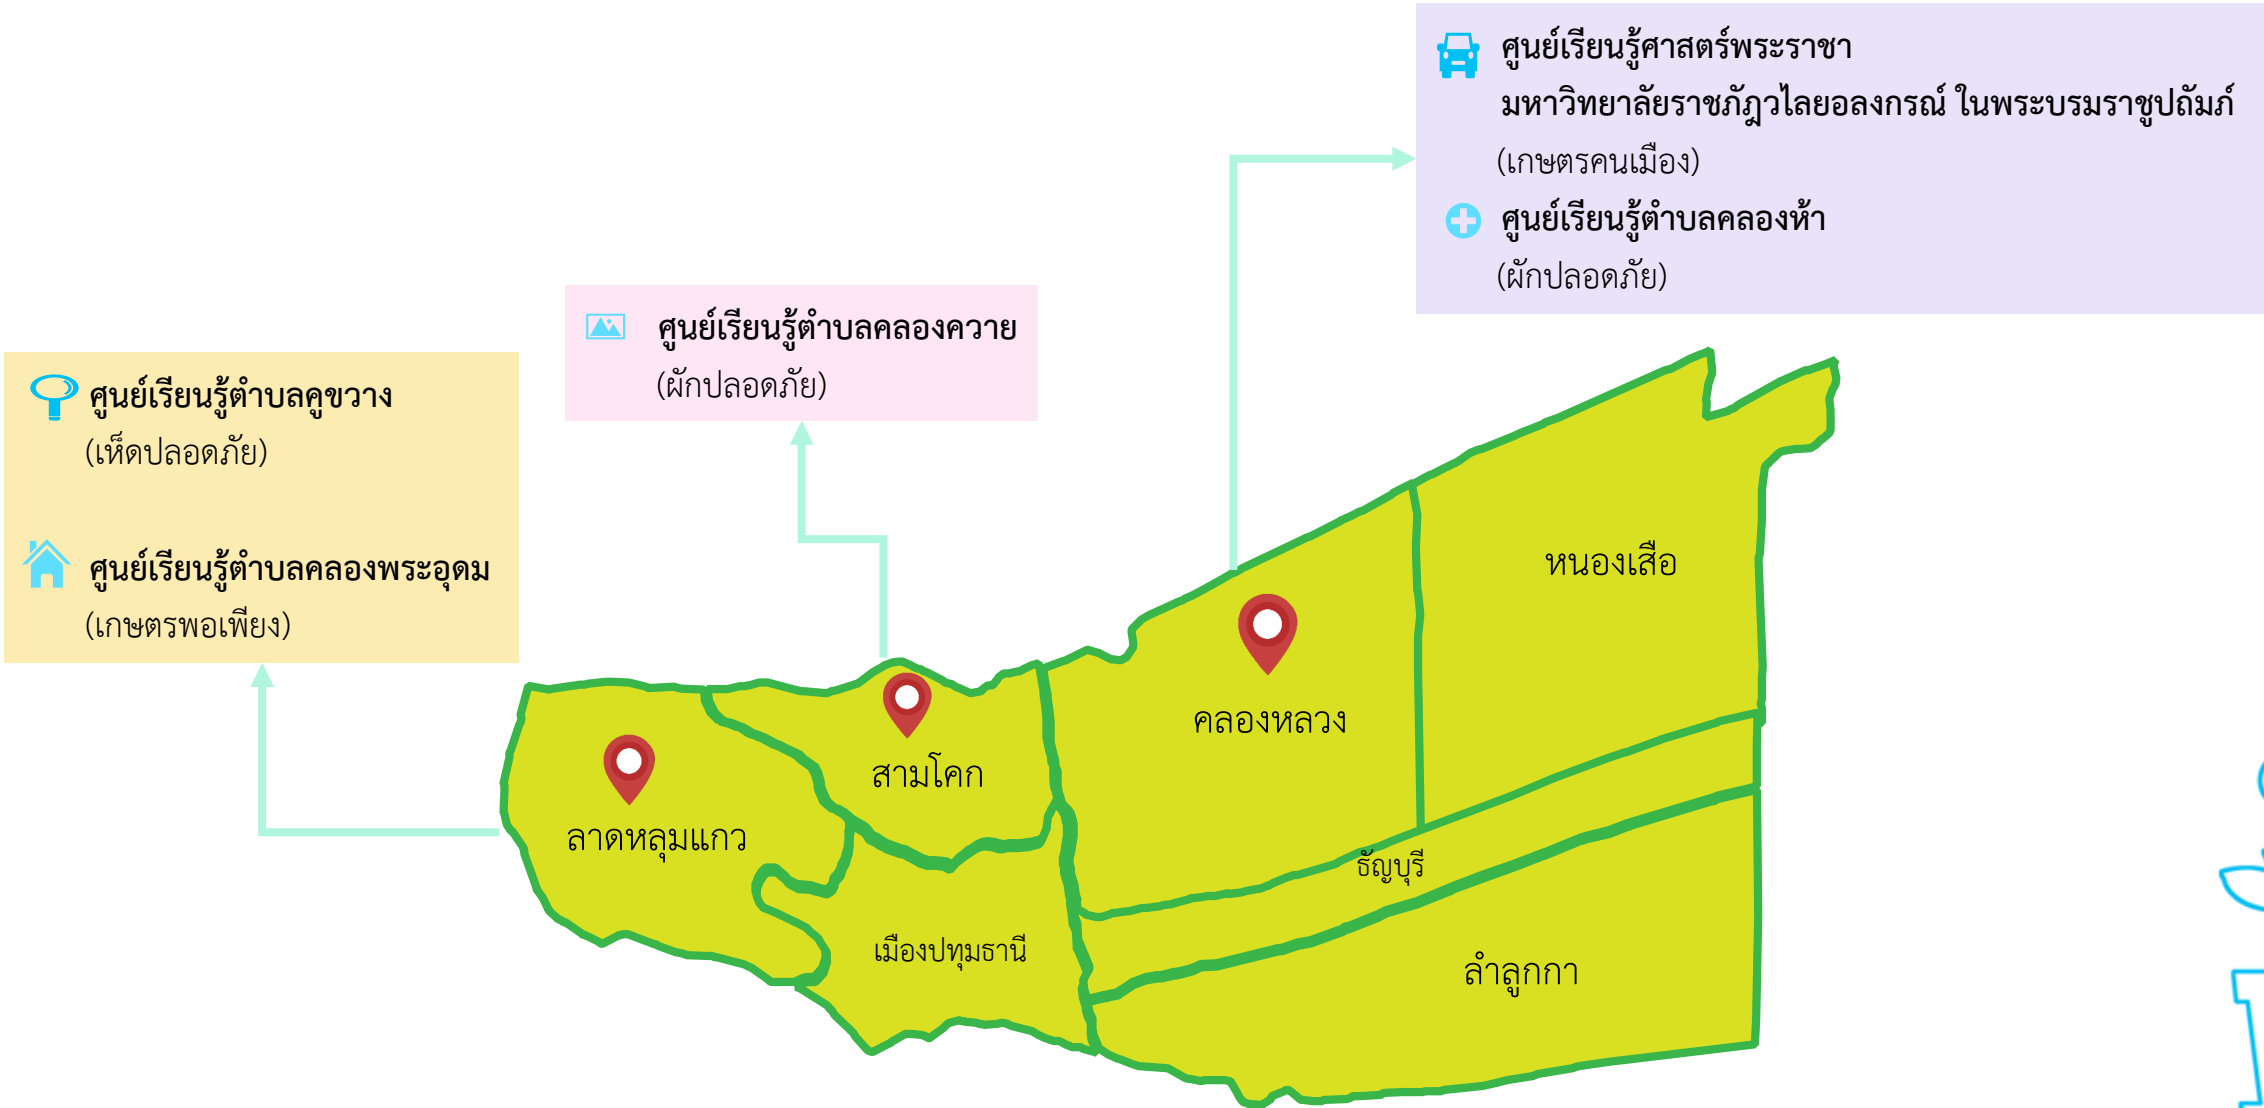 ศูนย์เรียนรู้ศาสตร์พระราชา
มหาวิทยาลัยราชภัฏวไลยอลงกรณ์ ในพระบรมราชูปถัมภ์
(เกษตรคนเมือง)
ศูนย์เรียนรู้ตำบลคลองห้า
(ผักปลอดภัย)
ศูนย์เรียนรู้ตำบลคลองควาย
(ผักปลอดภัย)
ศูนย์เรียนรู้ตำบลคูขวาง
(เห็ดปลอดภัย)
ศูนย์เรียนรู้ตำบลคลองพระอุดม
(เกษตรพอเพียง)
หนองเสือ
คลองหลวง
สามโคก
ลาดหลุมแกว
ธัญบุรี
เมืองปทุมธานี
ลำลูกกา